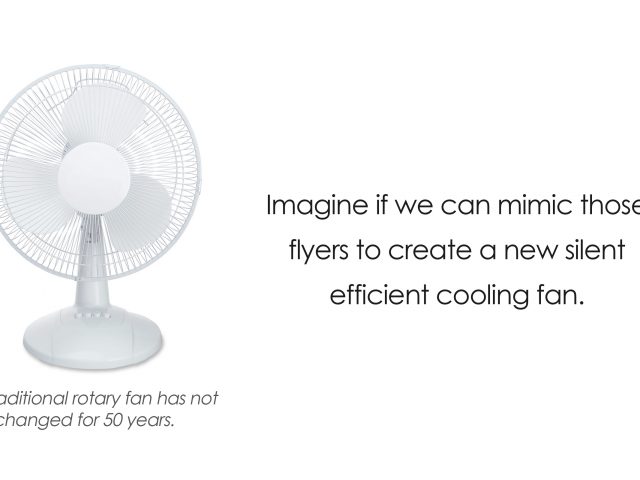 Imagine if we can mimic those
flyers to create a new silent
efficient cooling fan.
aditional rotary fan has not
changed for 50 years.